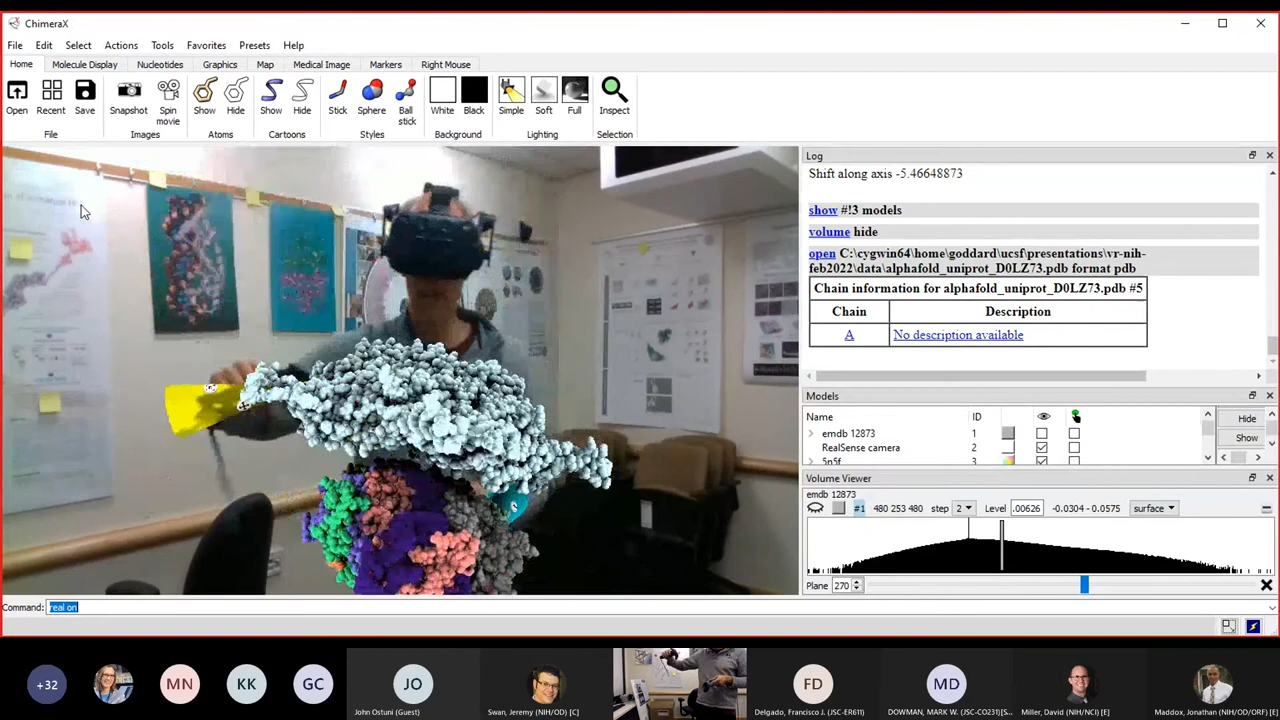 ChimeraX
File Edit Select Actions Tools Favorites Presets Help
Home Molecule Display Nucleotides Graphics Map Medical Image Markers Right Mouse
Open Recent Save Snapshot Spin movie Show Hide Show Hide Stick Sphere Ball stick White Black Simple Soft Full Inspect
File Images Atoms Cartoons Styles Background Lighting Selection
Log
Shift along axis -5.46648873
show #!3 models
volume hide
open C:\cygwin64\home\goddard\ucsf\presentations\vr-nih-
feb2022\data\alphafold_uniprot_D0LZ73.pdb format pdb
Chain information for alphafold_uniprot_D0LZ73.pdb #5
Chain Description
A No description available
Models
Name ID
emdb 12873 1
RealSense camera 2
5n5f 3
Hide
Show
Volume Viewer
emdb 12873
#1 480 253 480 step 2 Level .00626 -0.0304 - 0.0575 surface
Plane 270
Command: real on
+32 MN KK GC JO FD MD
John Ostuni (Guest) Swan, Jeremy (NIH/OD) [C] Delgado, Francisco J. (JSC-ER611) DOWMAN, MARK W. (JSC-CO231)[S... Miller, David (NIH/NCI) [E] Maddox, Jonathan (NIH/OD/ORF) [E]